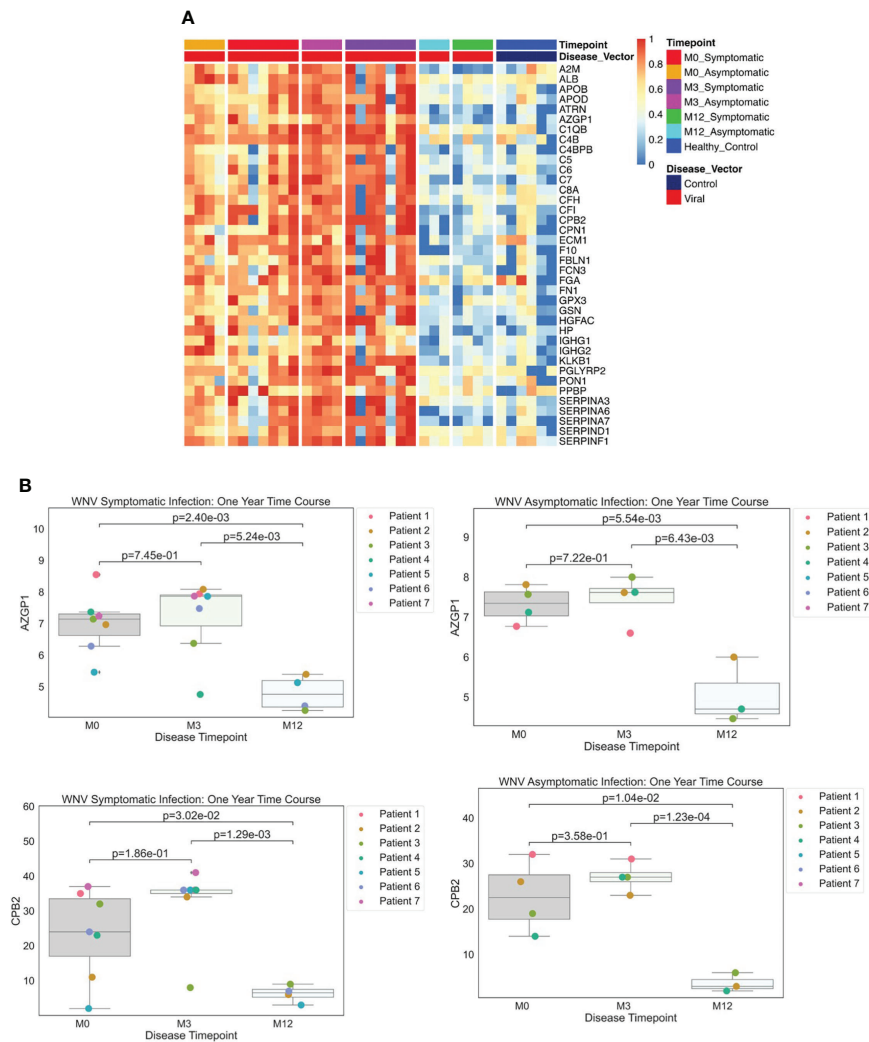 A
Timepoint
Disease_Vector
A2M
ALB
APOB
APOD
ATRN
AZGP1
C1QB
C4B
C4BPB
C5
C6
C7
C8A
CFH
CFI
CPB2
CPN1
ECM1
F10
FBLN1
FCN3
FGA
FN1
GPX3
GSN
HGFAC
HP
IGHG1
IGHG2
KLKB1
PGLYRP2
PON1
PPBP
SERPINA3
SERPINA6
SERPINA7
SERPIND1
SERPINF1
1
0.8
0.6
0.4
0.2
0
Timepoint
M0_Symptomatic
M0_Asymptomatic
M3_Symptomatic
M3_Asymptomatic
M12_Symptomatic
M12_Asymptomatic
Healthy_Control
Disease_Vector
Control
Viral
B
WNV Symptomatic Infection: One Year Time Course
10
9
8
7
6
5
AZGP1
p=2.40e-03
p=5.24e-03
p=7.45e-01
M0
M3
M12
Disease Timepoint
Patient 1
Patient 2
Patient 3
Patient 4
Patient 5
Patient 6
Patient 7
WNV Asymptomatic Infection: One Year Time Course
9
8
7
6
5
AZGP1
p=5.54e-03
p=6.43e-03
p=7.22e-01
M0
M3
M12
Disease Timepoint
Patient 1
Patient 2
Patient 3
Patient 4
Patient 5
Patient 6
Patient 7
WNV Symptomatic Infection: One Year Time Course
60
50
40
30
20
10
0
CPB2
p=3.02e-02
p=1.29e-03
p=1.86e-01
M0
M3
M12
Disease Timepoint
Patient 1
Patient 2
Patient 3
Patient 4
Patient 5
Patient 6
Patient 7
WNV Asymptomatic Infection: One Year Time Course
40
30
20
10
CPB2
p=1.04e-02
p=1.23e-04
p=3.58e-01
M0
M3
M12
Disease Timepoint
Patient 1
Patient 2
Patient 3
Patient 4
Patient 5
Patient 6
Patient 7